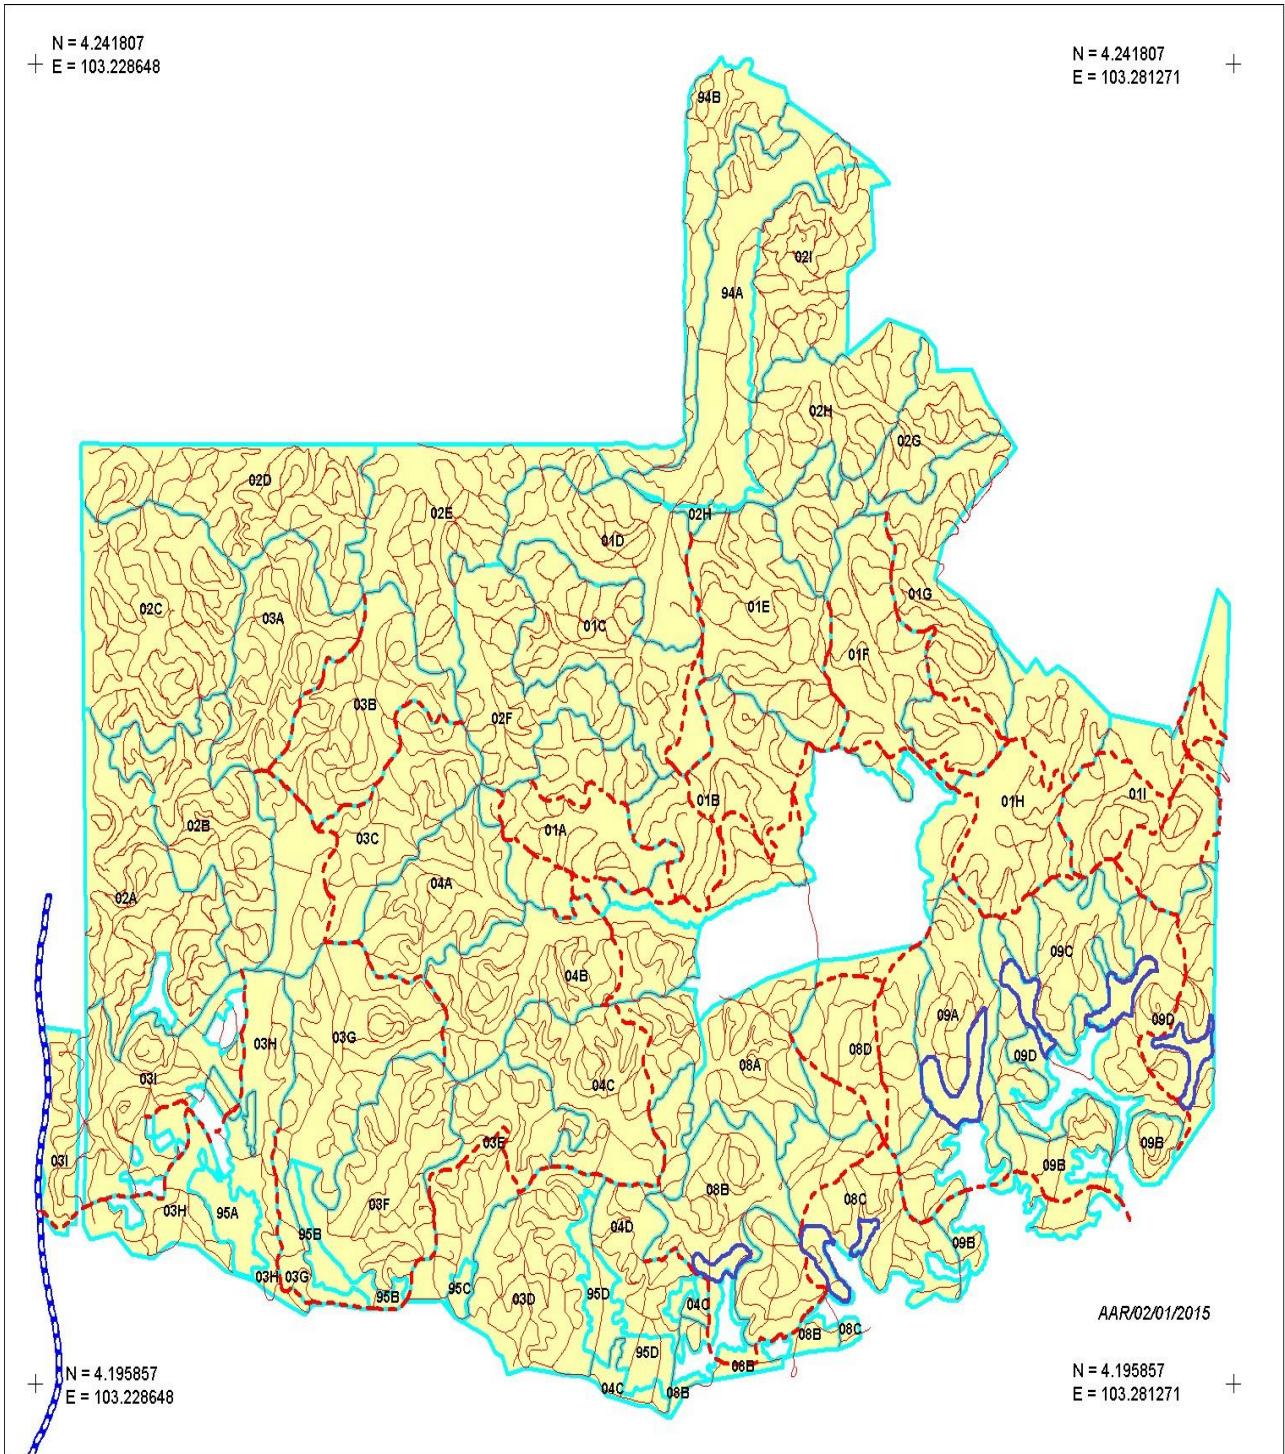 N = 4.241807
E = 103.228648
N = 4.241807
E = 103.281271
94B
02I
94A
02H
02G
02D
02E
02H
01D
02C
03A
01C
01E
01G
01F
03B
02F
01B
01H
01I
02B
03C
01A
02A
04A
09C
04B
09A
09D
03H
03G
08D
09D
03I
04C
08A
03E
09B
03I
09B
08B
08C
03F
03H
95A
04D
95B
09B
03H
03G
95C
95D
95B
03D
04C
08B
08C
AAR/02/01/2015
95D
08B
04C
08B
N = 4.195857
E = 103.228648
N = 4.195857
E = 103.281271